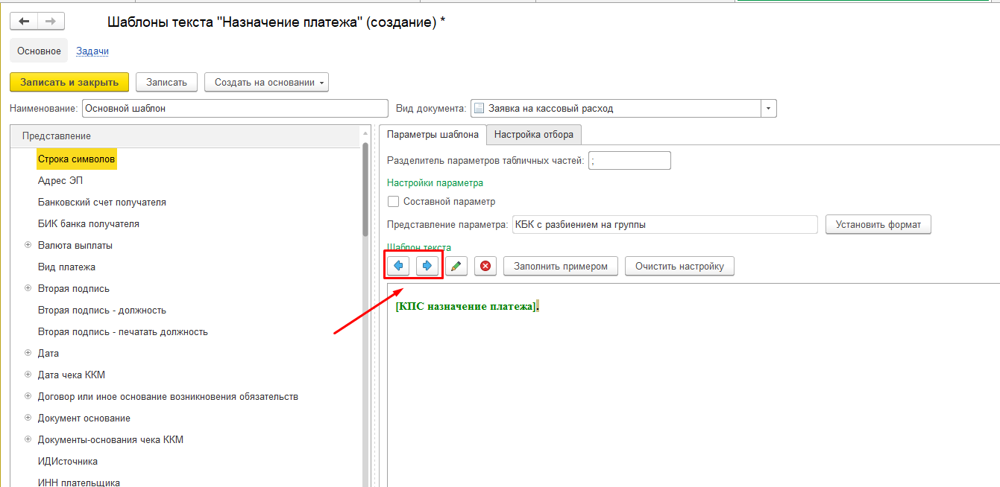 Шаблоны текста "Назначение платежа" (создание) *
Основное Задачи
Записать и закрыть Записать Создать на основании
Наименование: Основной шаблон Вид документа: Заявка на кассовый расход
Представление
Строка символов
Адрес ЭП
Банковский счет получателя
БИК банка получателя
Валюта выплаты
Вид платежа
Вторая подпись
Вторая подпись - должность
Вторая подпись - печатать должность
Дата
Дата чека ККМ
Договор или иное основание возникновения обязательств
Документ основание
Документы-основания чека ККМ
ИДИсточника
ИНН плательщика
Параметры шаблона Настройка отбора
Разделитель параметров табличных частей: ;
Настройки параметра
Составной параметр
Представление параметра: КБК с разбиением на группы Установить формат
Шаблон текста
Заполнить примером Очистить настройку
[КПС назначение платежа].